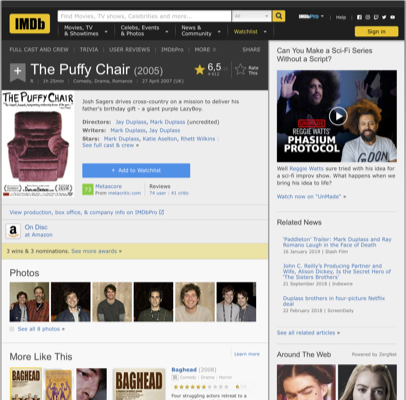 IMDb
Find Movies, TV shows, Celebrities and more...
All
IMDbPro
Help
Movies, TV
& Showtimes
Celebs, Events
& Photos
News &
Community
Watchlist
Sign in
FULL CAST AND CREW | TRIVIA | USER REVIEWS | IMDbPro | MORE
SHARE
The Puffy Chair (2005)
6,5
Rate
This
R | 1h 25min | Comedy, Drama, Romance | 27 April 2007 (UK)
THE PUFFY CHAIR
Josh Sagers drives cross-country on a mission to deliver his
father's birthday gift - a giant purple LazyBoy.
Directors: Jay Duplass, Mark Duplass (uncredited)
Writers: Mark Duplass, Jay Duplass
Stars: Mark Duplass, Katie Aselton, Rhett Wilkins |
See full cast & crew »
+ Add to Watchlist
73
Metascore
From metacritic.com
Reviews
74 user | 41 critic
View production, box office, & company info on IMDbPro
a
On Disc
at Amazon
3 wins & 3 nominations. See more awards »
Photos
See all 8 photos »
More Like This
Learn more
BAGHEAD
BAGHEAD
Baghead (2008)
Comedy | Drama | Horror
Four struggling actors retreat to a
Can You Make a Sci-Fi Series
Without a Script?
REGGIE WATTS'
PHASIUM
PROTOCOL
Well Reggie Watts sure tried with his idea for
a sci-fi improv show. What happens when we
bring his idea to life?
Watch now on "UnMade" »
Related News
'Paddleton' Trailer: Mark Duplass and Ray
Romano Laugh in the Face of Death
16 January 2019 | Slash Film
John C. Reilly's Producing Partner and
Wife, Alison Dickey, Is the Secret Hero of
'The Sisters Brothers'
21 September 2018 | Indiewire
Duplass brothers in four-picture Netflix
deal
22 February 2018 | ScreenDaily
See all related articles »
Around The Web
Powered by ZergNet